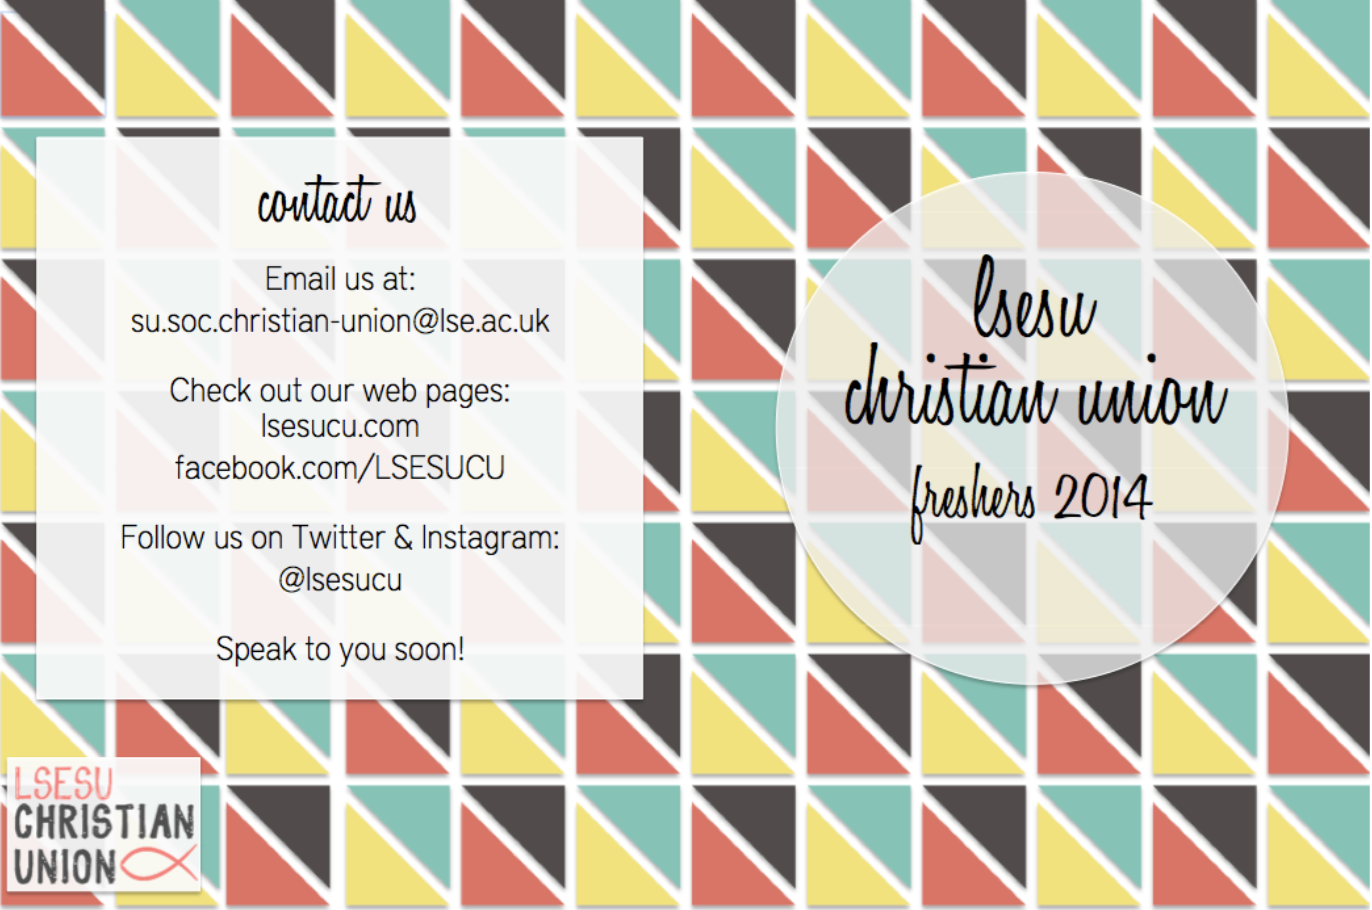 contact us
Email us at:
su.soc.christian-union@lse.ac.uk
Check out our web pages:
lsesucu.com
facebook.com/LSESUCU
Follow us on Twitter & Instagram:
@lsesucu
Speak to you soon!
LSESU
CHRISTIAN
UNION
lsesu
christian union
freshers 2014